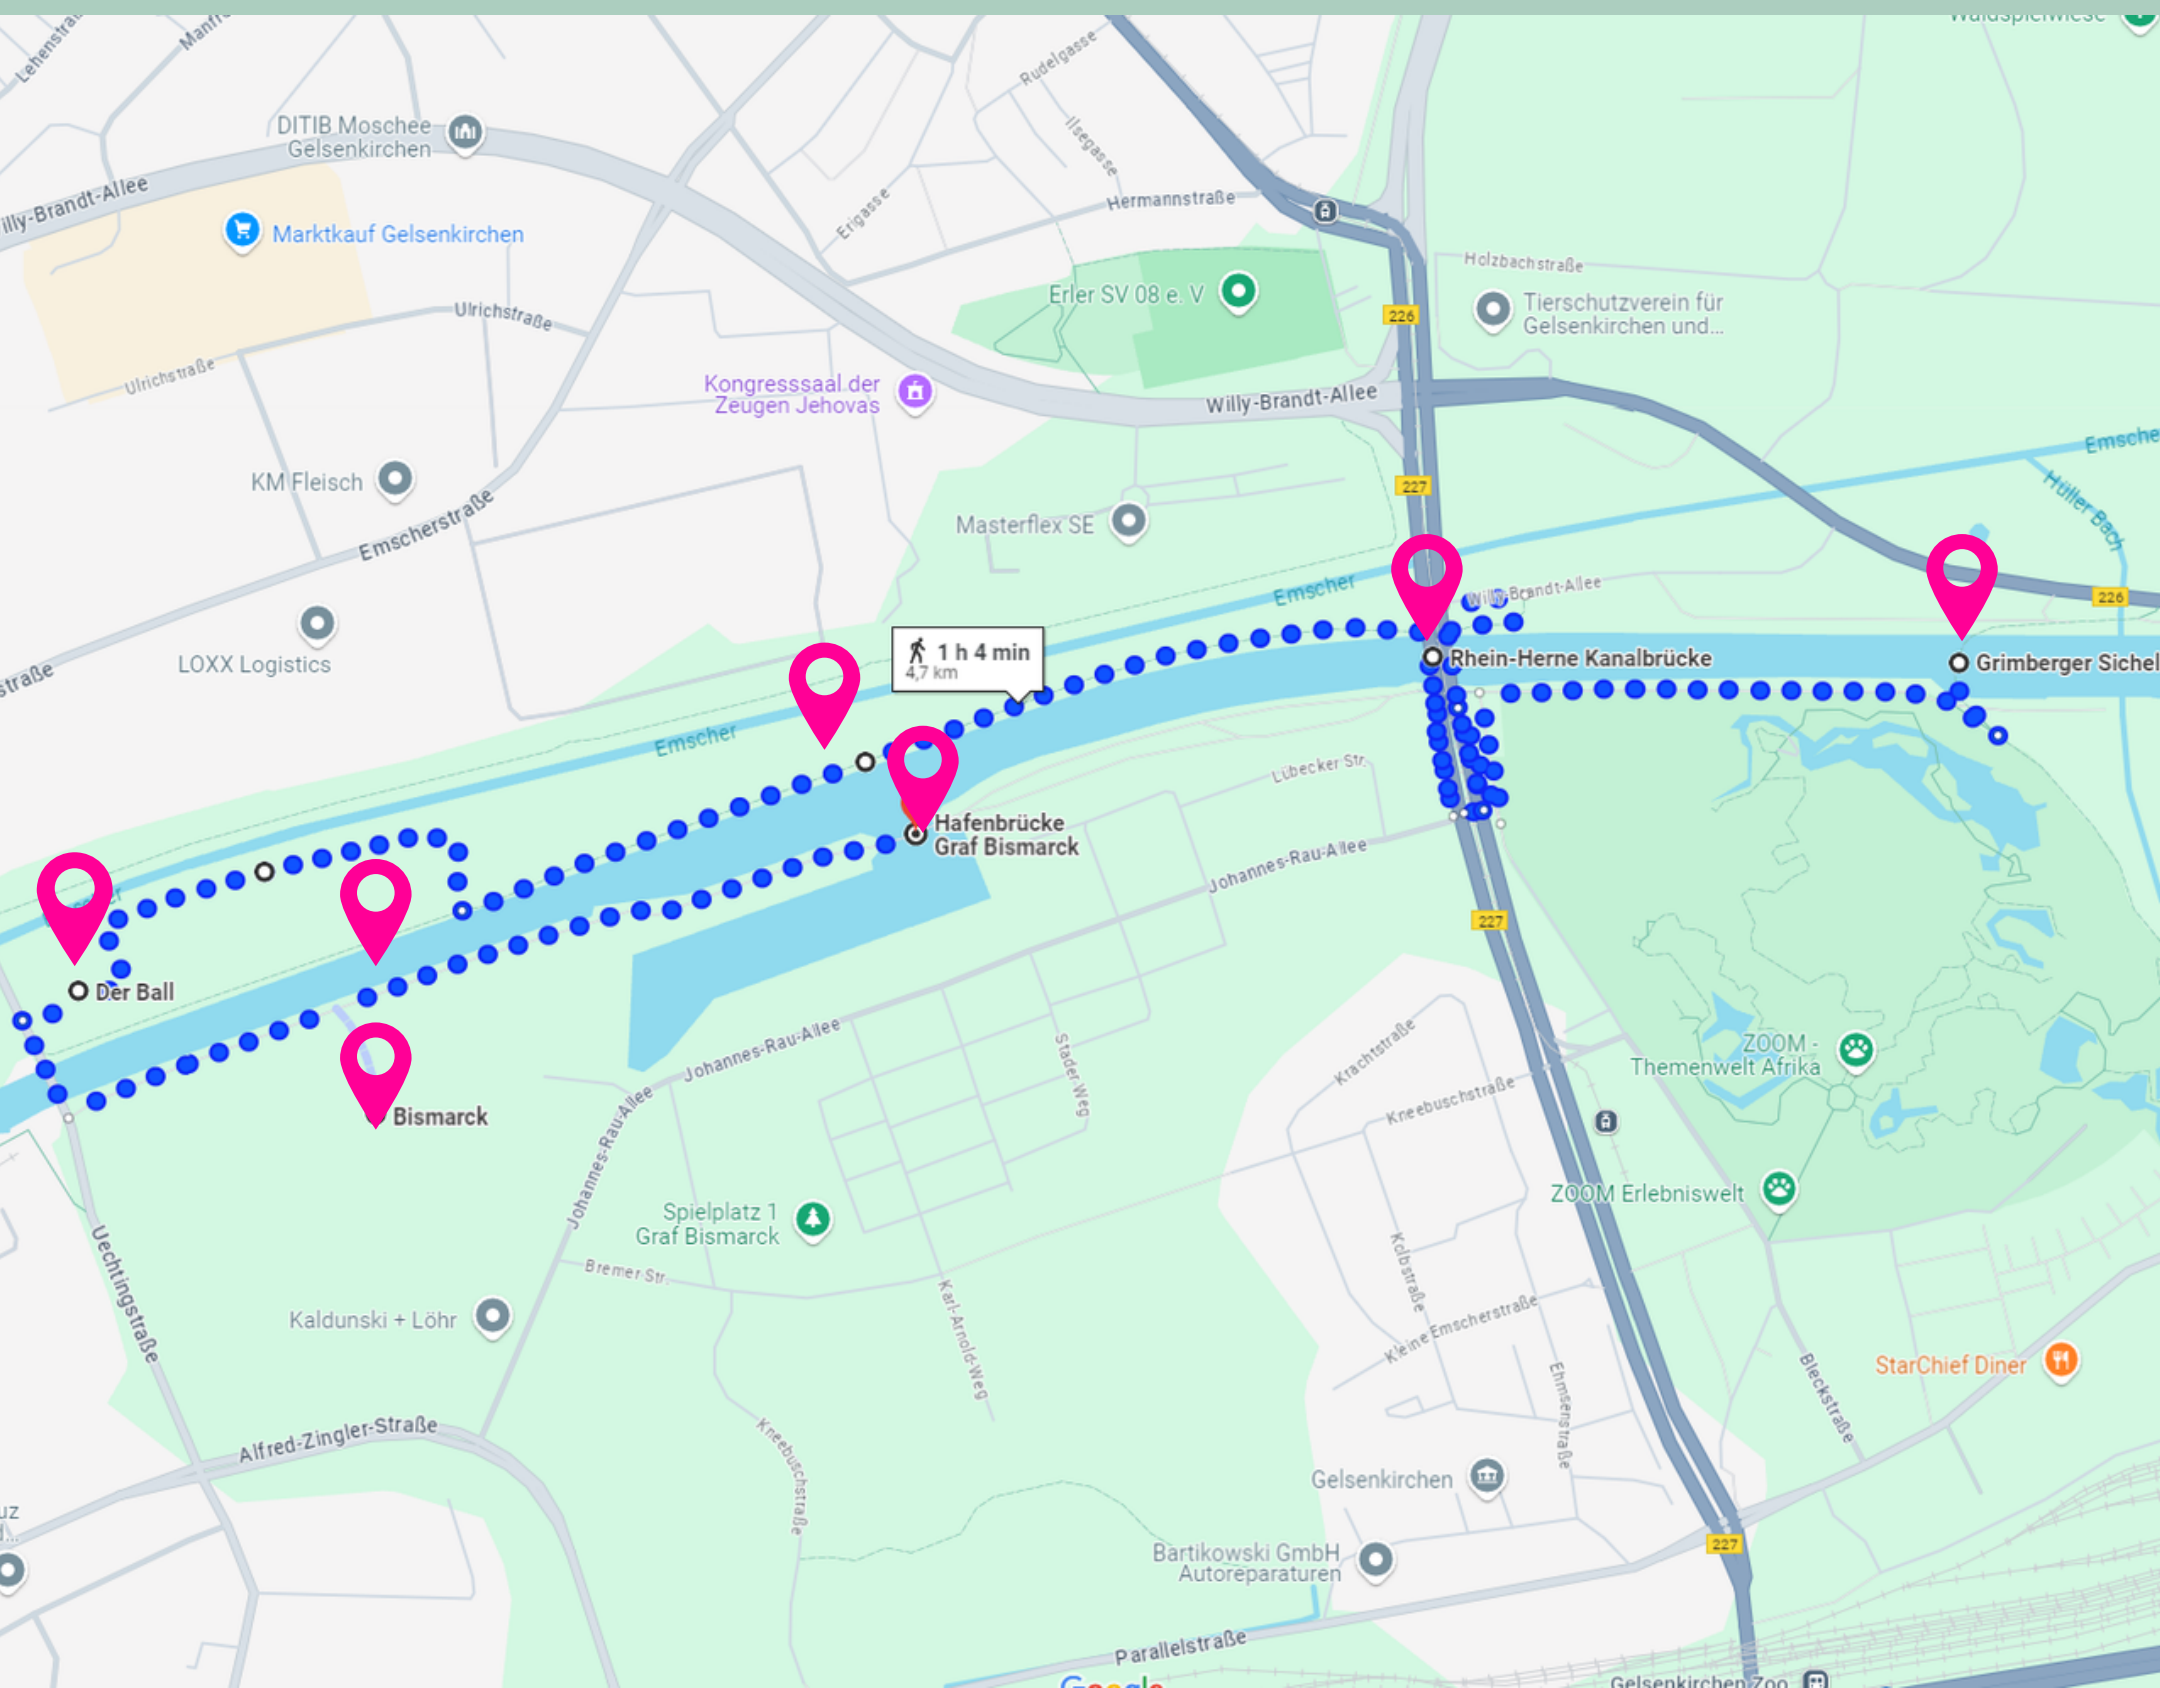 Waldspielwiese
Lehenstra
Manfr
Rudelgasse
DITIB Moschee
Gelsenkirchen
Ilsegasse
illy-Brandt-Allee
Hermannstraße
Erigasse
Marktkauf Gelsenkirchen
Holzbachstraße
Erler SV 08 e. V
Tierschutzverein für
Gelsenkirchen und...
226
Ulrichstraße
Ulrichstraße
Kongresssaal der
Zeugen Jehovas
Willy-Brandt-Allee
Emsche
KM Fleisch
227
Hüller Bach
Emscherstraße
Masterflex SE
Emscher
Willy-Brandt-Allee
226
LOXX Logistics
straße
1 h 4 min
4,7 km
Rhein-Herne Kanalbrücke
Grimberger Sichel
Emscher
Lübecker Str.
Hafenbrücke
Graf Bismarck
Johannes-Rau-Allee
227
Der Ball
Johannes-Rau-Allee
Stader-Weg
Krachtstraße
ZOOM -
Themenwelt Afrika
Kneebuschstraße
Bismarck
Johannes-Rau-Allee
ZOOM Erlebniswelt
Spielplatz 1
Graf Bismarck
Uechtingstraße
Bremer Str.
Kolbstraße
Karl-Arnold-Weg
Kaldunski + Löhr
Kleine Emscherstraße
StarChief Diner
Ehmsenstraße
Bleckstraße
Alfred-Zingler-Straße
Kneebuschstraße
Gelsenkirchen
uz
d...
227
Bartikowski GmbH
Autoreparaturen
Parallelstraße
Gelsenkirchen Zoo
Google